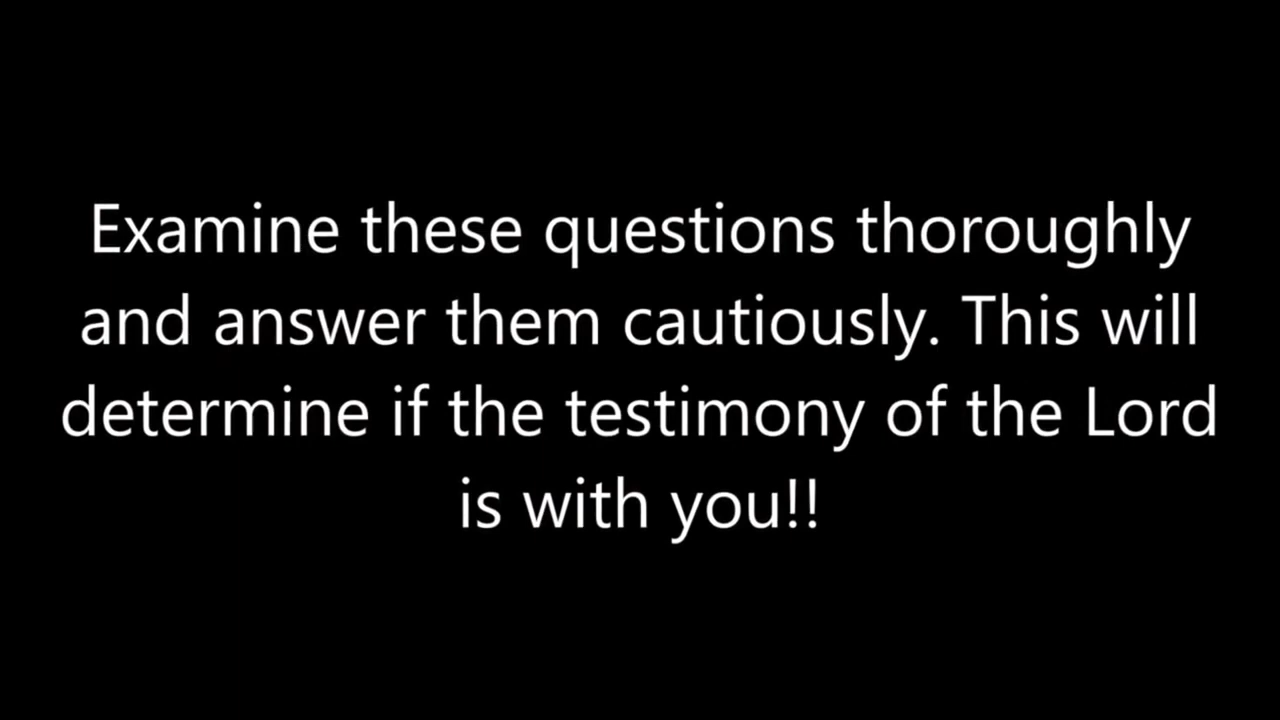 Examine these questions thoroughly
and answer them cautiously. This will
determine if the testimony of the Lord
is with you!!